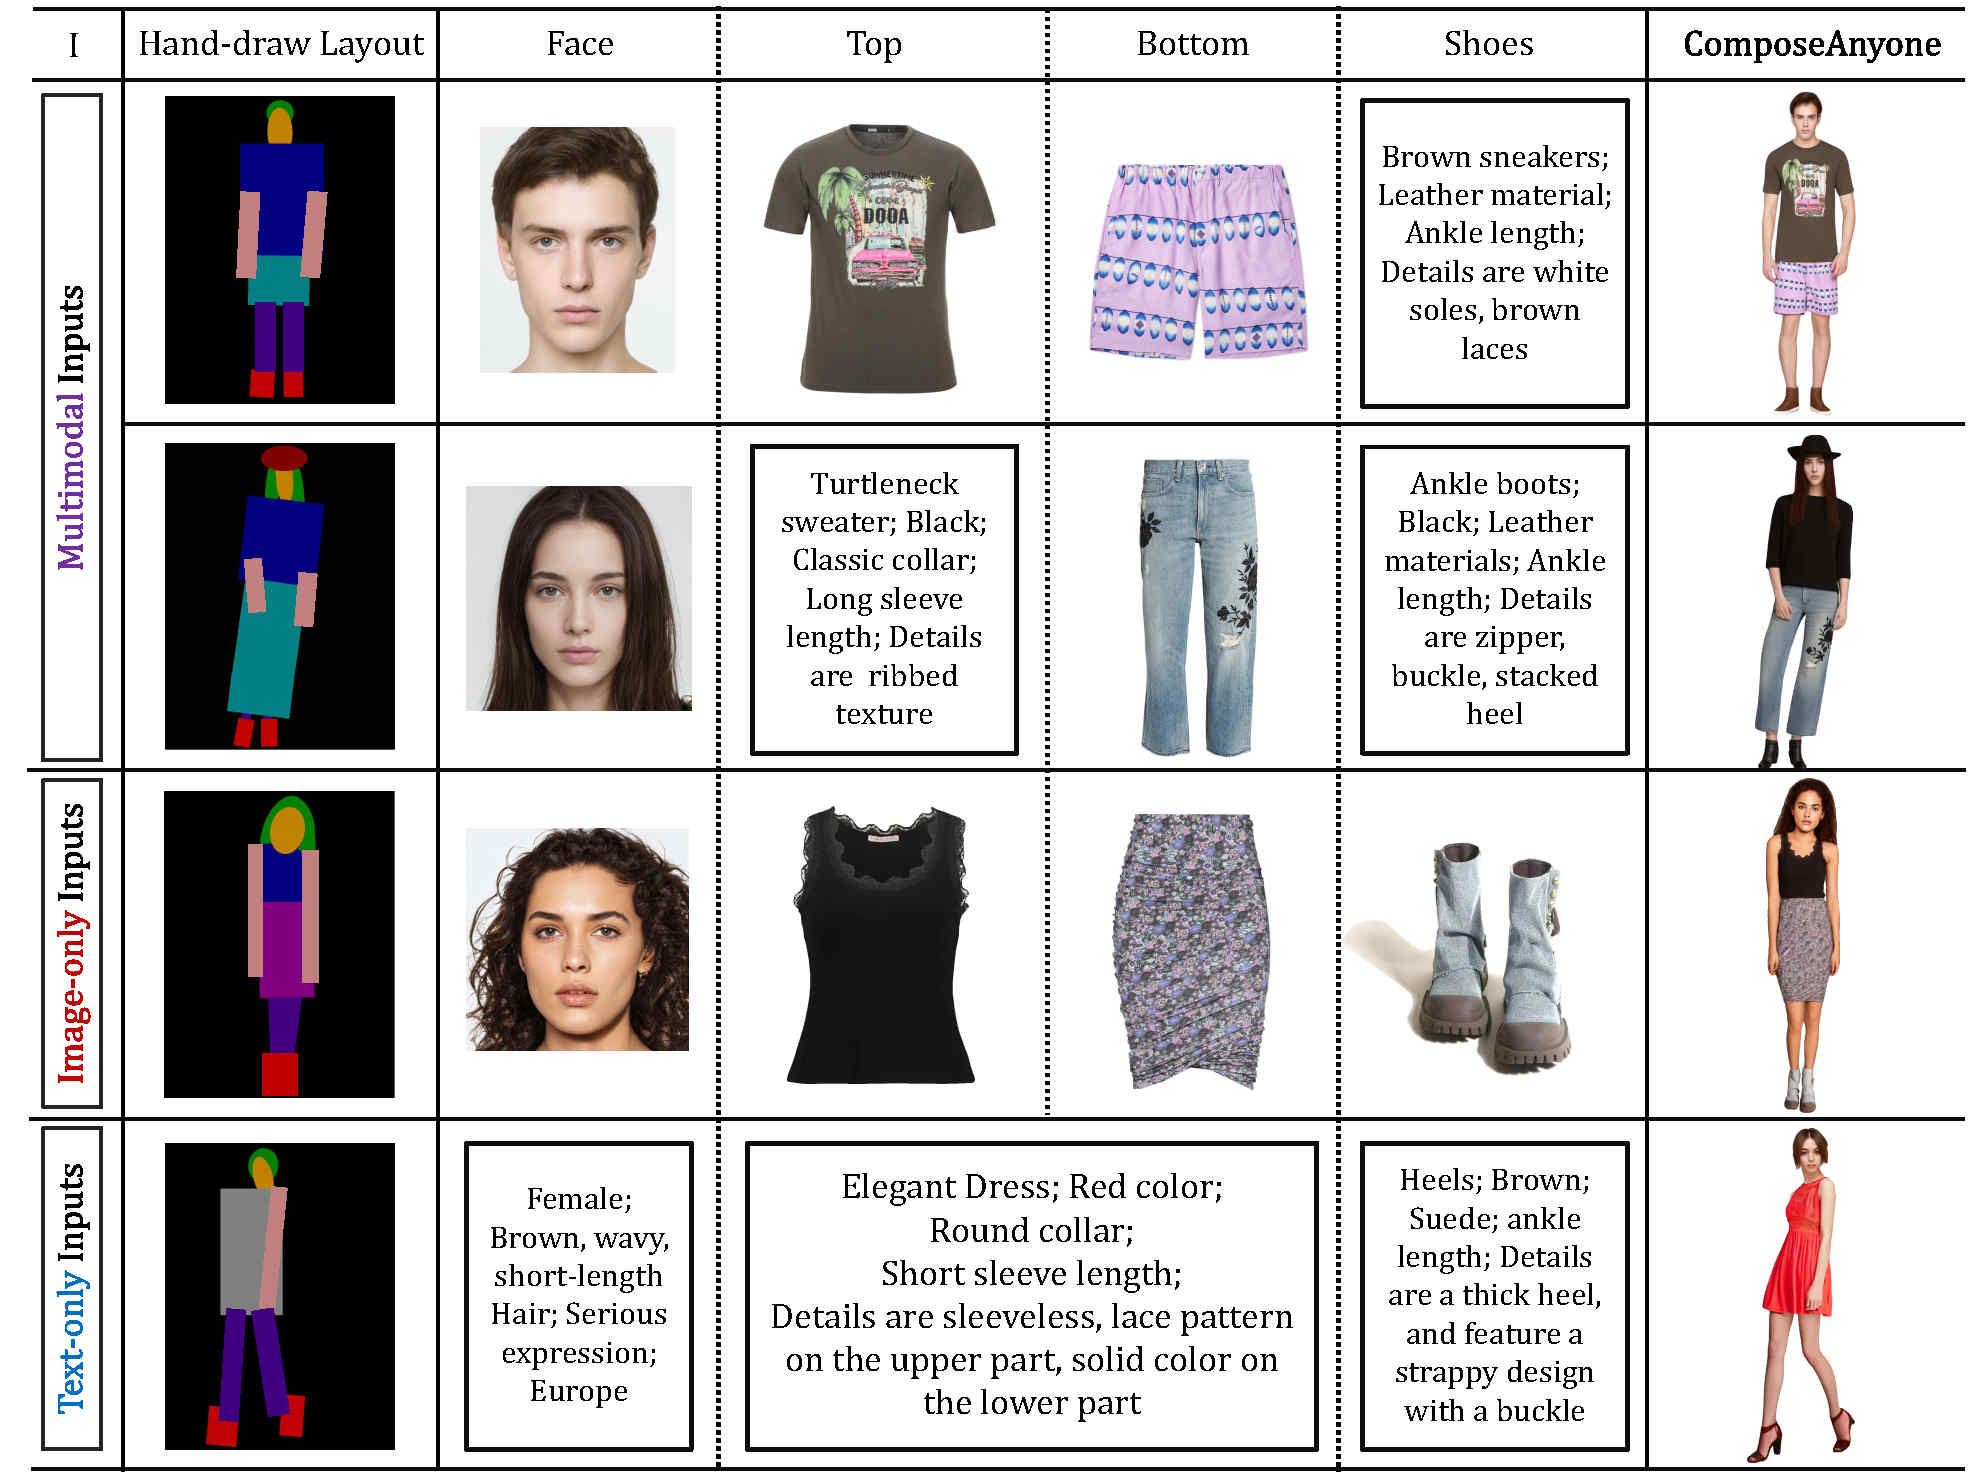 I
Hand-draw Layout
Face
Top
Bottom
Shoes
ComposeAnyone
Multimodal Inputs
SUMMERTIME
DOOA
Brown sneakers;
Leather material;
Ankle length;
Details are white
soles, brown
laces
DOOA
Turtleneck
sweater; Black;
Classic collar;
Long sleeve
length; Details
are ribbed
texture
Ankle boots;
Black; Leather
materials; Ankle
length; Details
are zipper,
buckle, stacked
heel
Image-only Inputs
Text-only Inputs
Female;
Brown, wavy,
short-length
Hair; Serious
expression;
Europe
Elegant Dress; Red color;
Round collar;
Short sleeve length;
Details are sleeveless, lace pattern
on the upper part, solid color on
the lower part
Heels; Brown;
Suede; ankle
length; Details
are a thick heel,
and feature a
strappy design
with a buckle